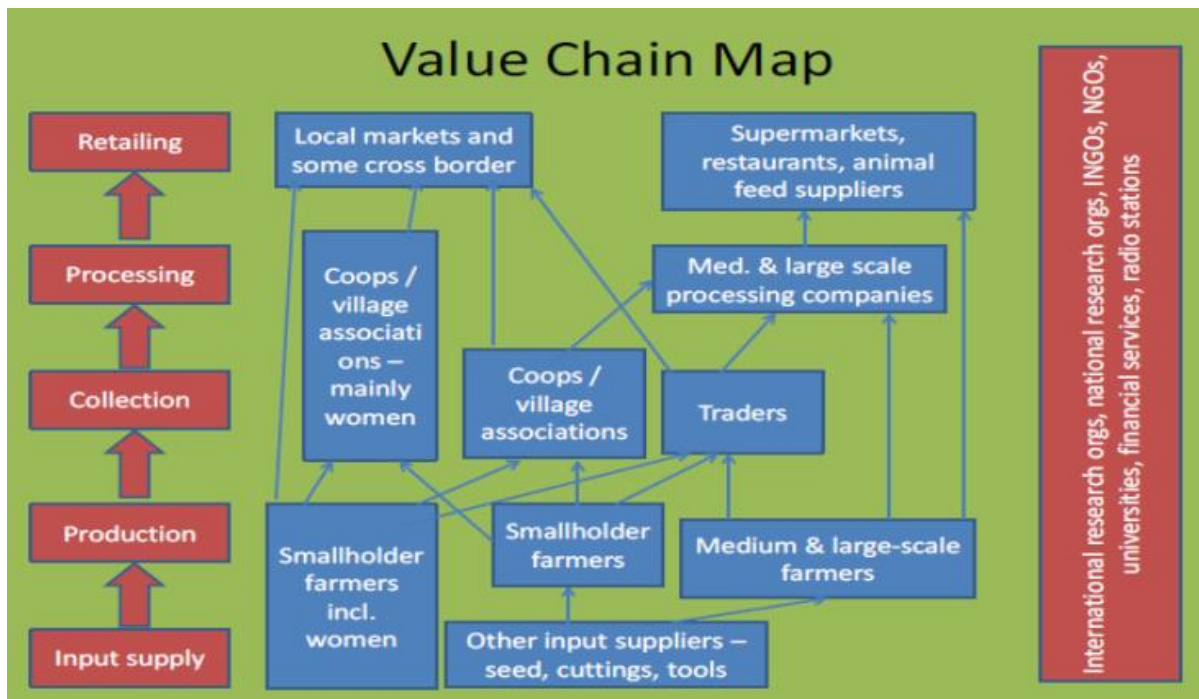 Value Chain Map
Retailing
Processing
Collection
Production
Input supply
Local markets and
some cross border
Supermarkets,
restaurants, animal
feed suppliers
Coops /
village
associati
ons –
mainly
women
Med. & large scale
processing companies
Coops /
village
associations
Traders
Smallholder
farmers
incl.
women
Smallholder
farmers
Medium & large-scale
farmers
Other input suppliers –
seed, cuttings, tools
International research orgs, national research orgs, INGOs, NGOs,
universities, financial services, radio stations